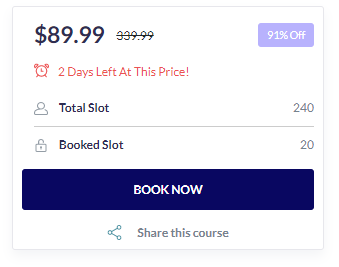 $89.99 339.99 91% Off
2 Days Left At This Price!
Total Slot 240
Booked Slot 20
BOOK NOW
Share this course